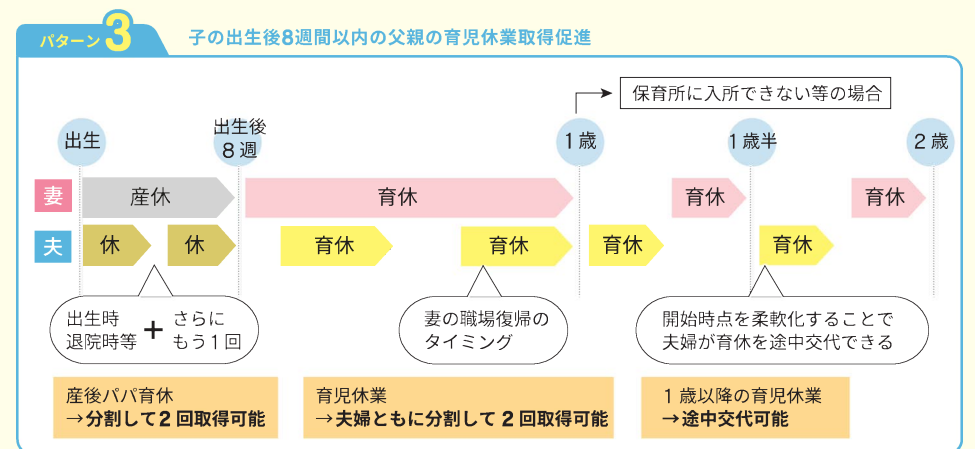 パターン3
子の出生後8週間以内の父親の育児休業取得促進
保育所に入所できない等の場合
出生
出生後
8週
1歳
1歳半
2歳
妻
産休
育休
育休
育休
夫
休
休
育休
育休
育休
育休
出生時
退院時等
+
さらに
もう1回
妻の職場復帰の
タイミング
開始時点を柔軟化することで
夫婦が育休を途中交代できる
産後パパ育休
→分割して2回取得可能
育児休業
→夫婦ともに分割して2回取得可能
1歳以降の育児休業
→途中交代可能